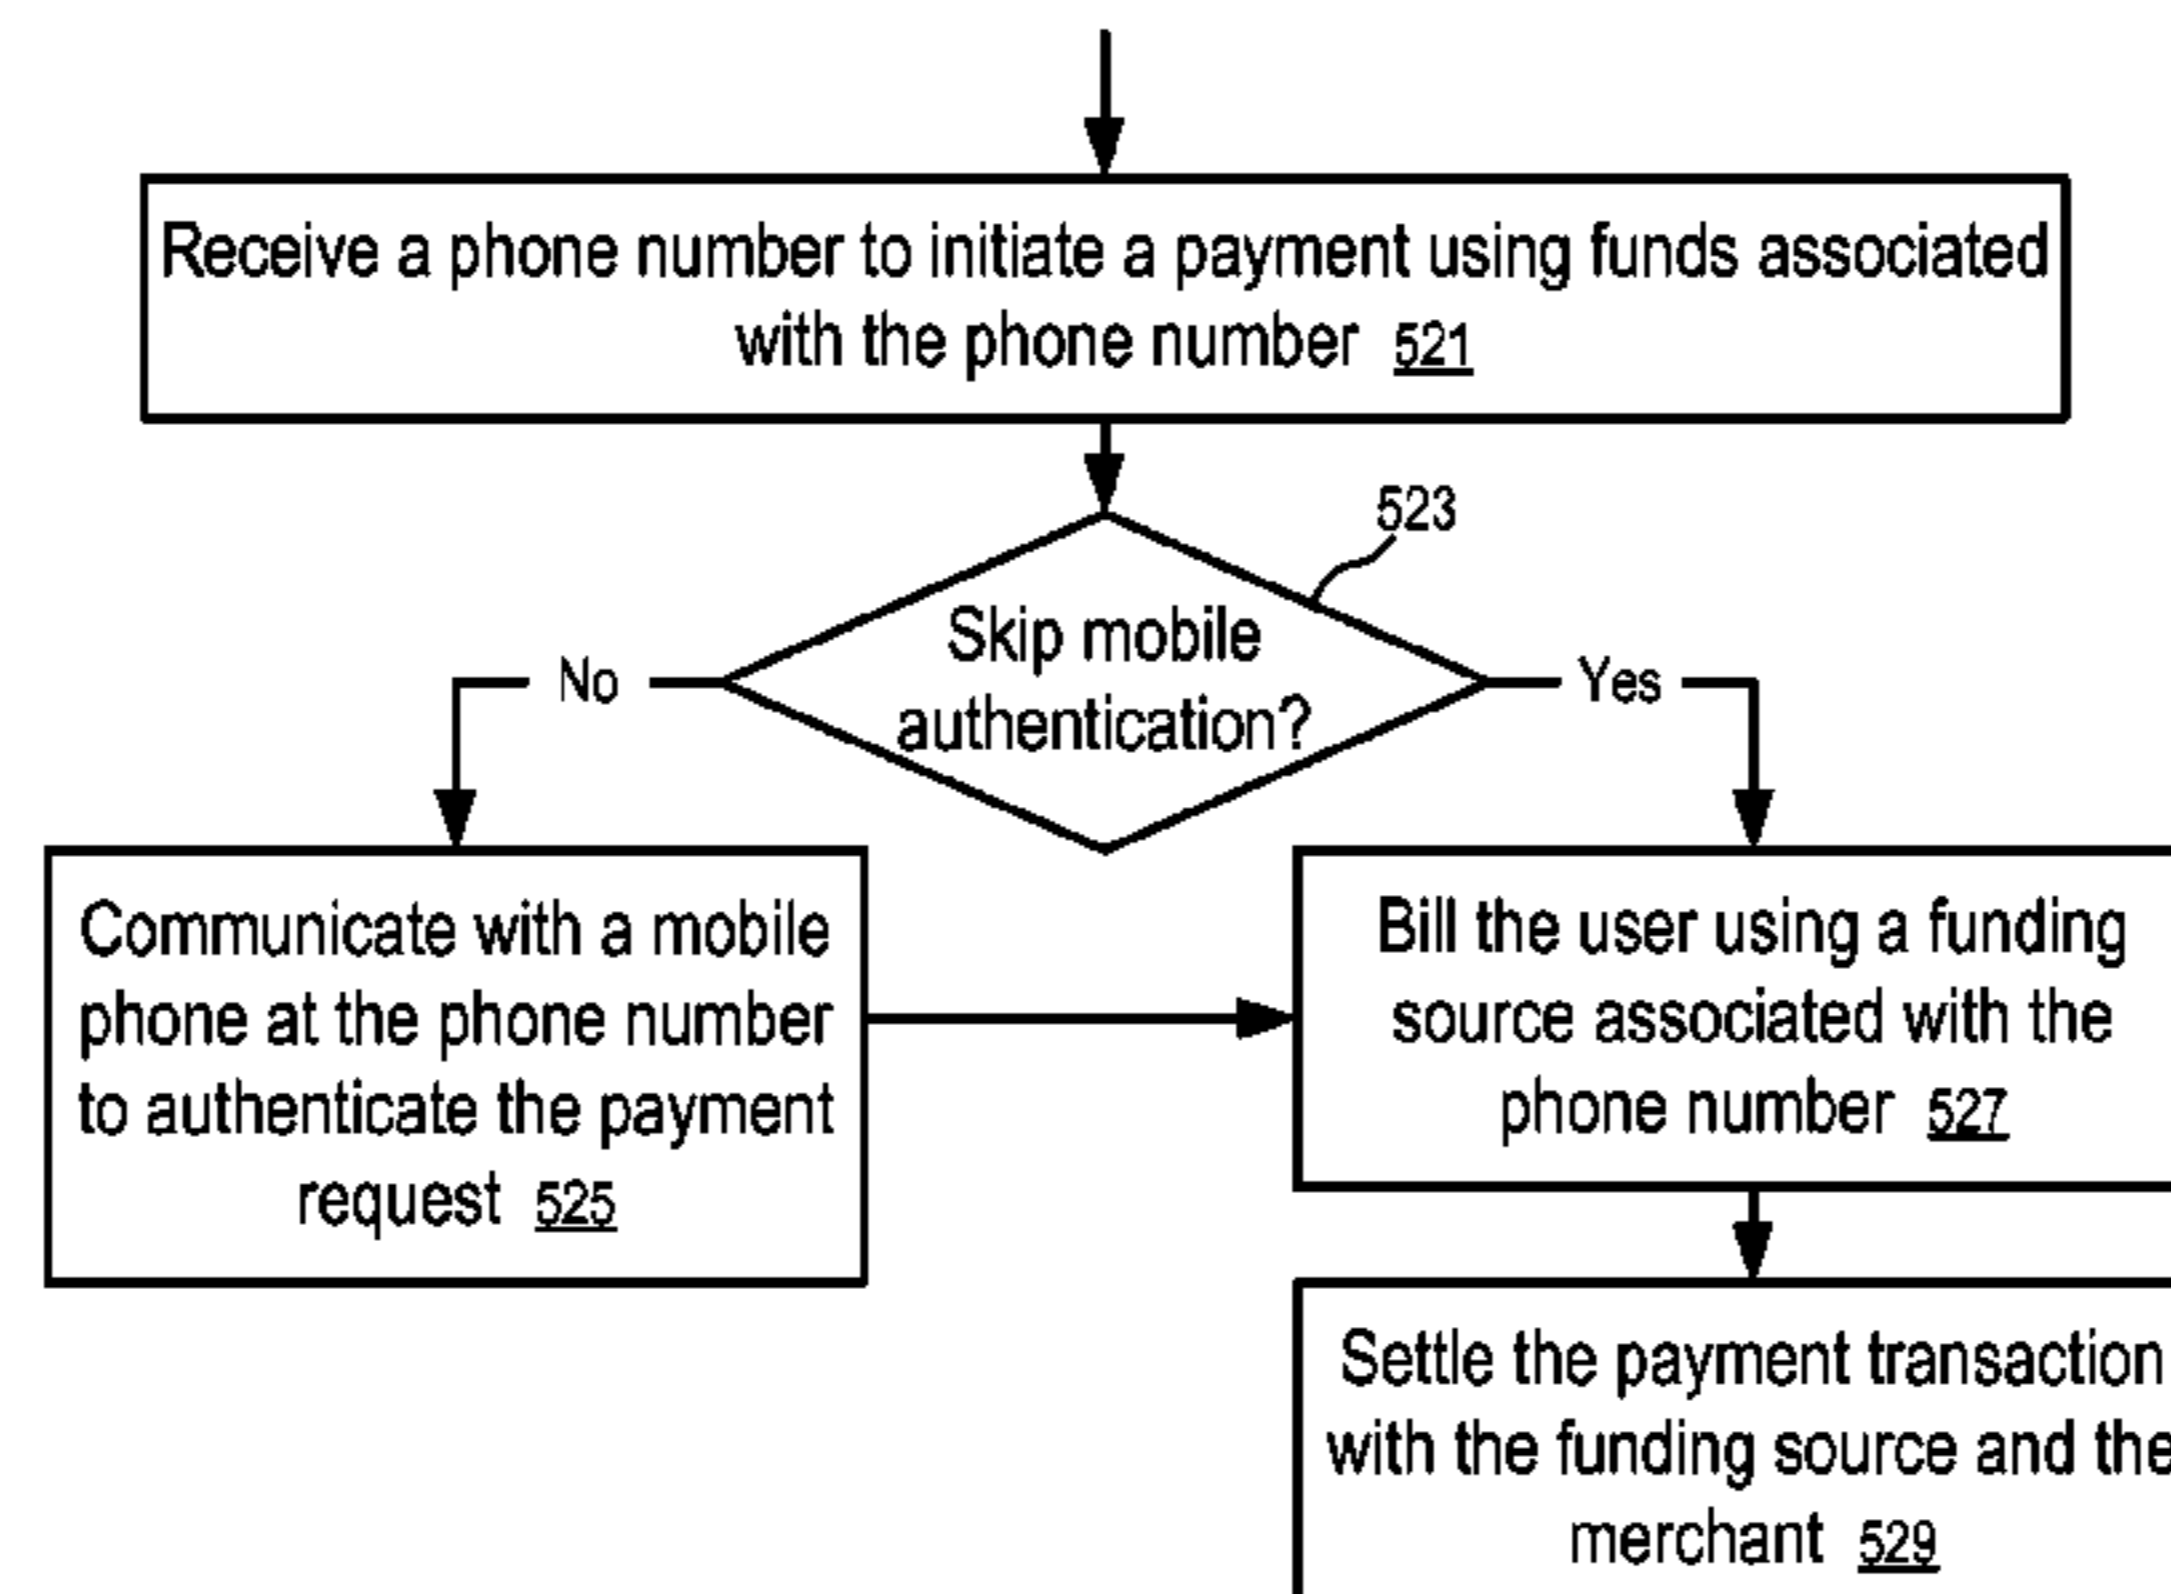 Receive a phone number to initiate a payment using funds associated
with the phone number 521
523
Skip mobile
authentication?
No
Yes
Communicate with a mobile
phone at the phone number
to authenticate the payment
request 525
Bill the user using a funding
source associated with the
phone number 527
Settle the payment transaction
with the funding source and the
merchant 529